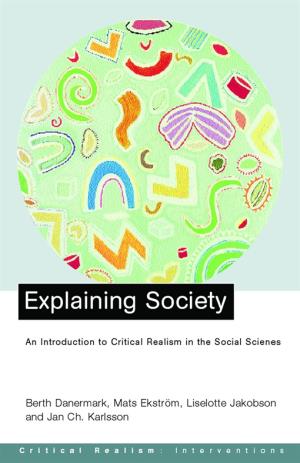 Explaining Society
An Introduction to Critical Realism in the Social Scienes
Berth Danermark, Mats Ekström, Liselotte Jakobson
and Jan Ch. Karlsson
Critical Realism: Interventions